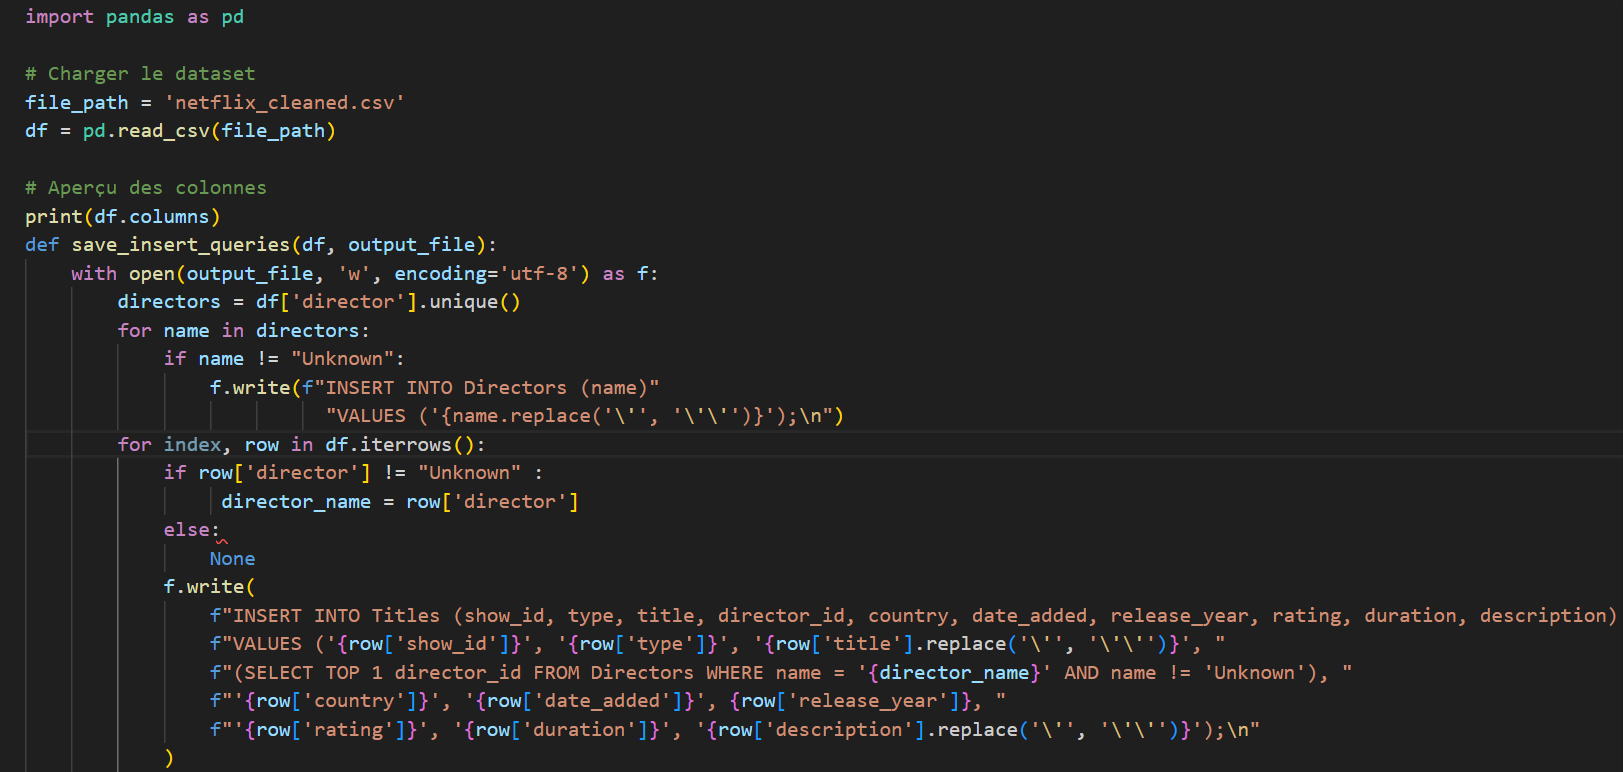 import pandas as pd
# Charger le dataset
file_path = 'netflix_cleaned.csv'
df = pd.read_csv(file_path)
# Aperçu des colonnes
print(df.columns)
def save_insert_queries(df, output_file):
with open(output_file, 'w', encoding='utf-8') as f:
directors = df['director'].unique()
for name in directors:
if name != "Unknown":
f.write(f"INSERT INTO Directors (name)"
"VALUES ('{name.replace('\'', '\'\'')}');\n")
for index, row in df.iterrows():
if row['director'] != "Unknown" :
director_name = row['director']
else:
None
f.write(
f"INSERT INTO Titles (show_id, type, title, director_id, country, date_added, release_year, rating, duration, description)
f"VALUES ('{row['show_id']}', '{row['type']}', '{row['title'].replace('\'', '\'\'')}', "
f"(SELECT TOP 1 director_id FROM Directors WHERE name = '{director_name}' AND name != 'Unknown'), "
f"'{row['country']}', '{row['date_added']}', {row['release_year']}, "
f"'{row['rating']}', '{row['duration']}', '{row['description'].replace('\'', '\'\'')}');\n"
)